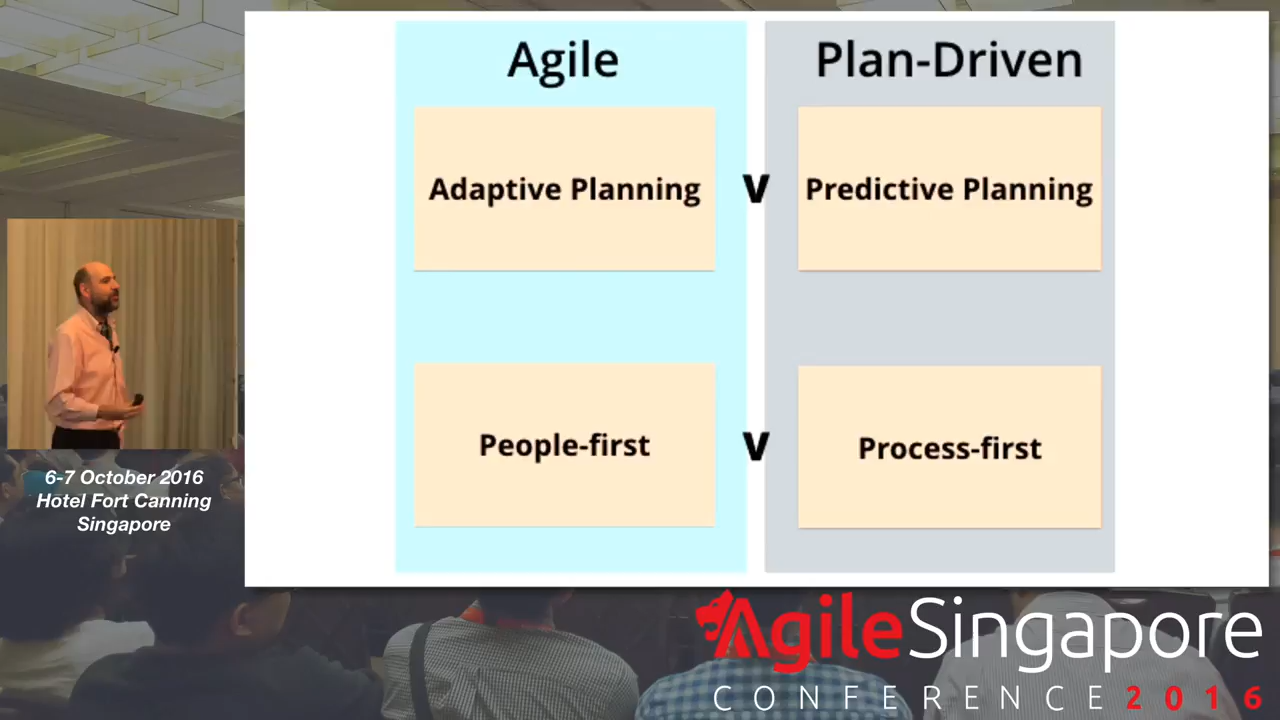 Agile
Plan-Driven
Adaptive Planning
v
Predictive Planning
People-first
v
Process-first
6-7 October 2016
Hotel Fort Canning
Singapore
AgileSingapore
CONFERENCE 2016